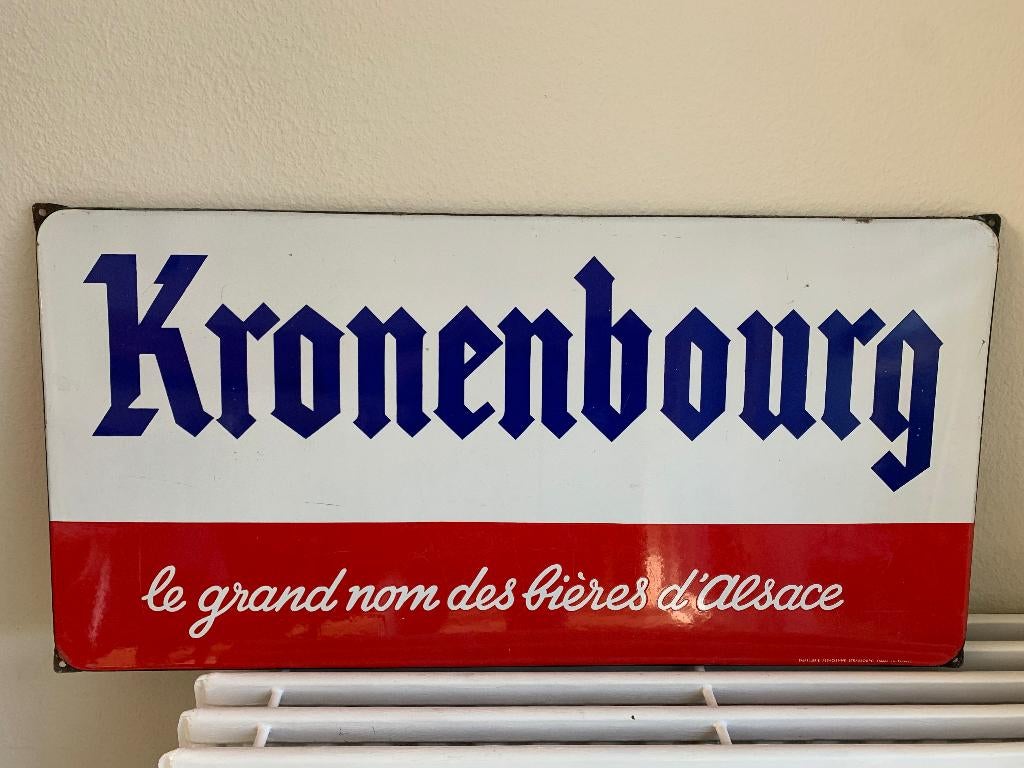 Kronenbourg
le grand nom des bières d'Alsace